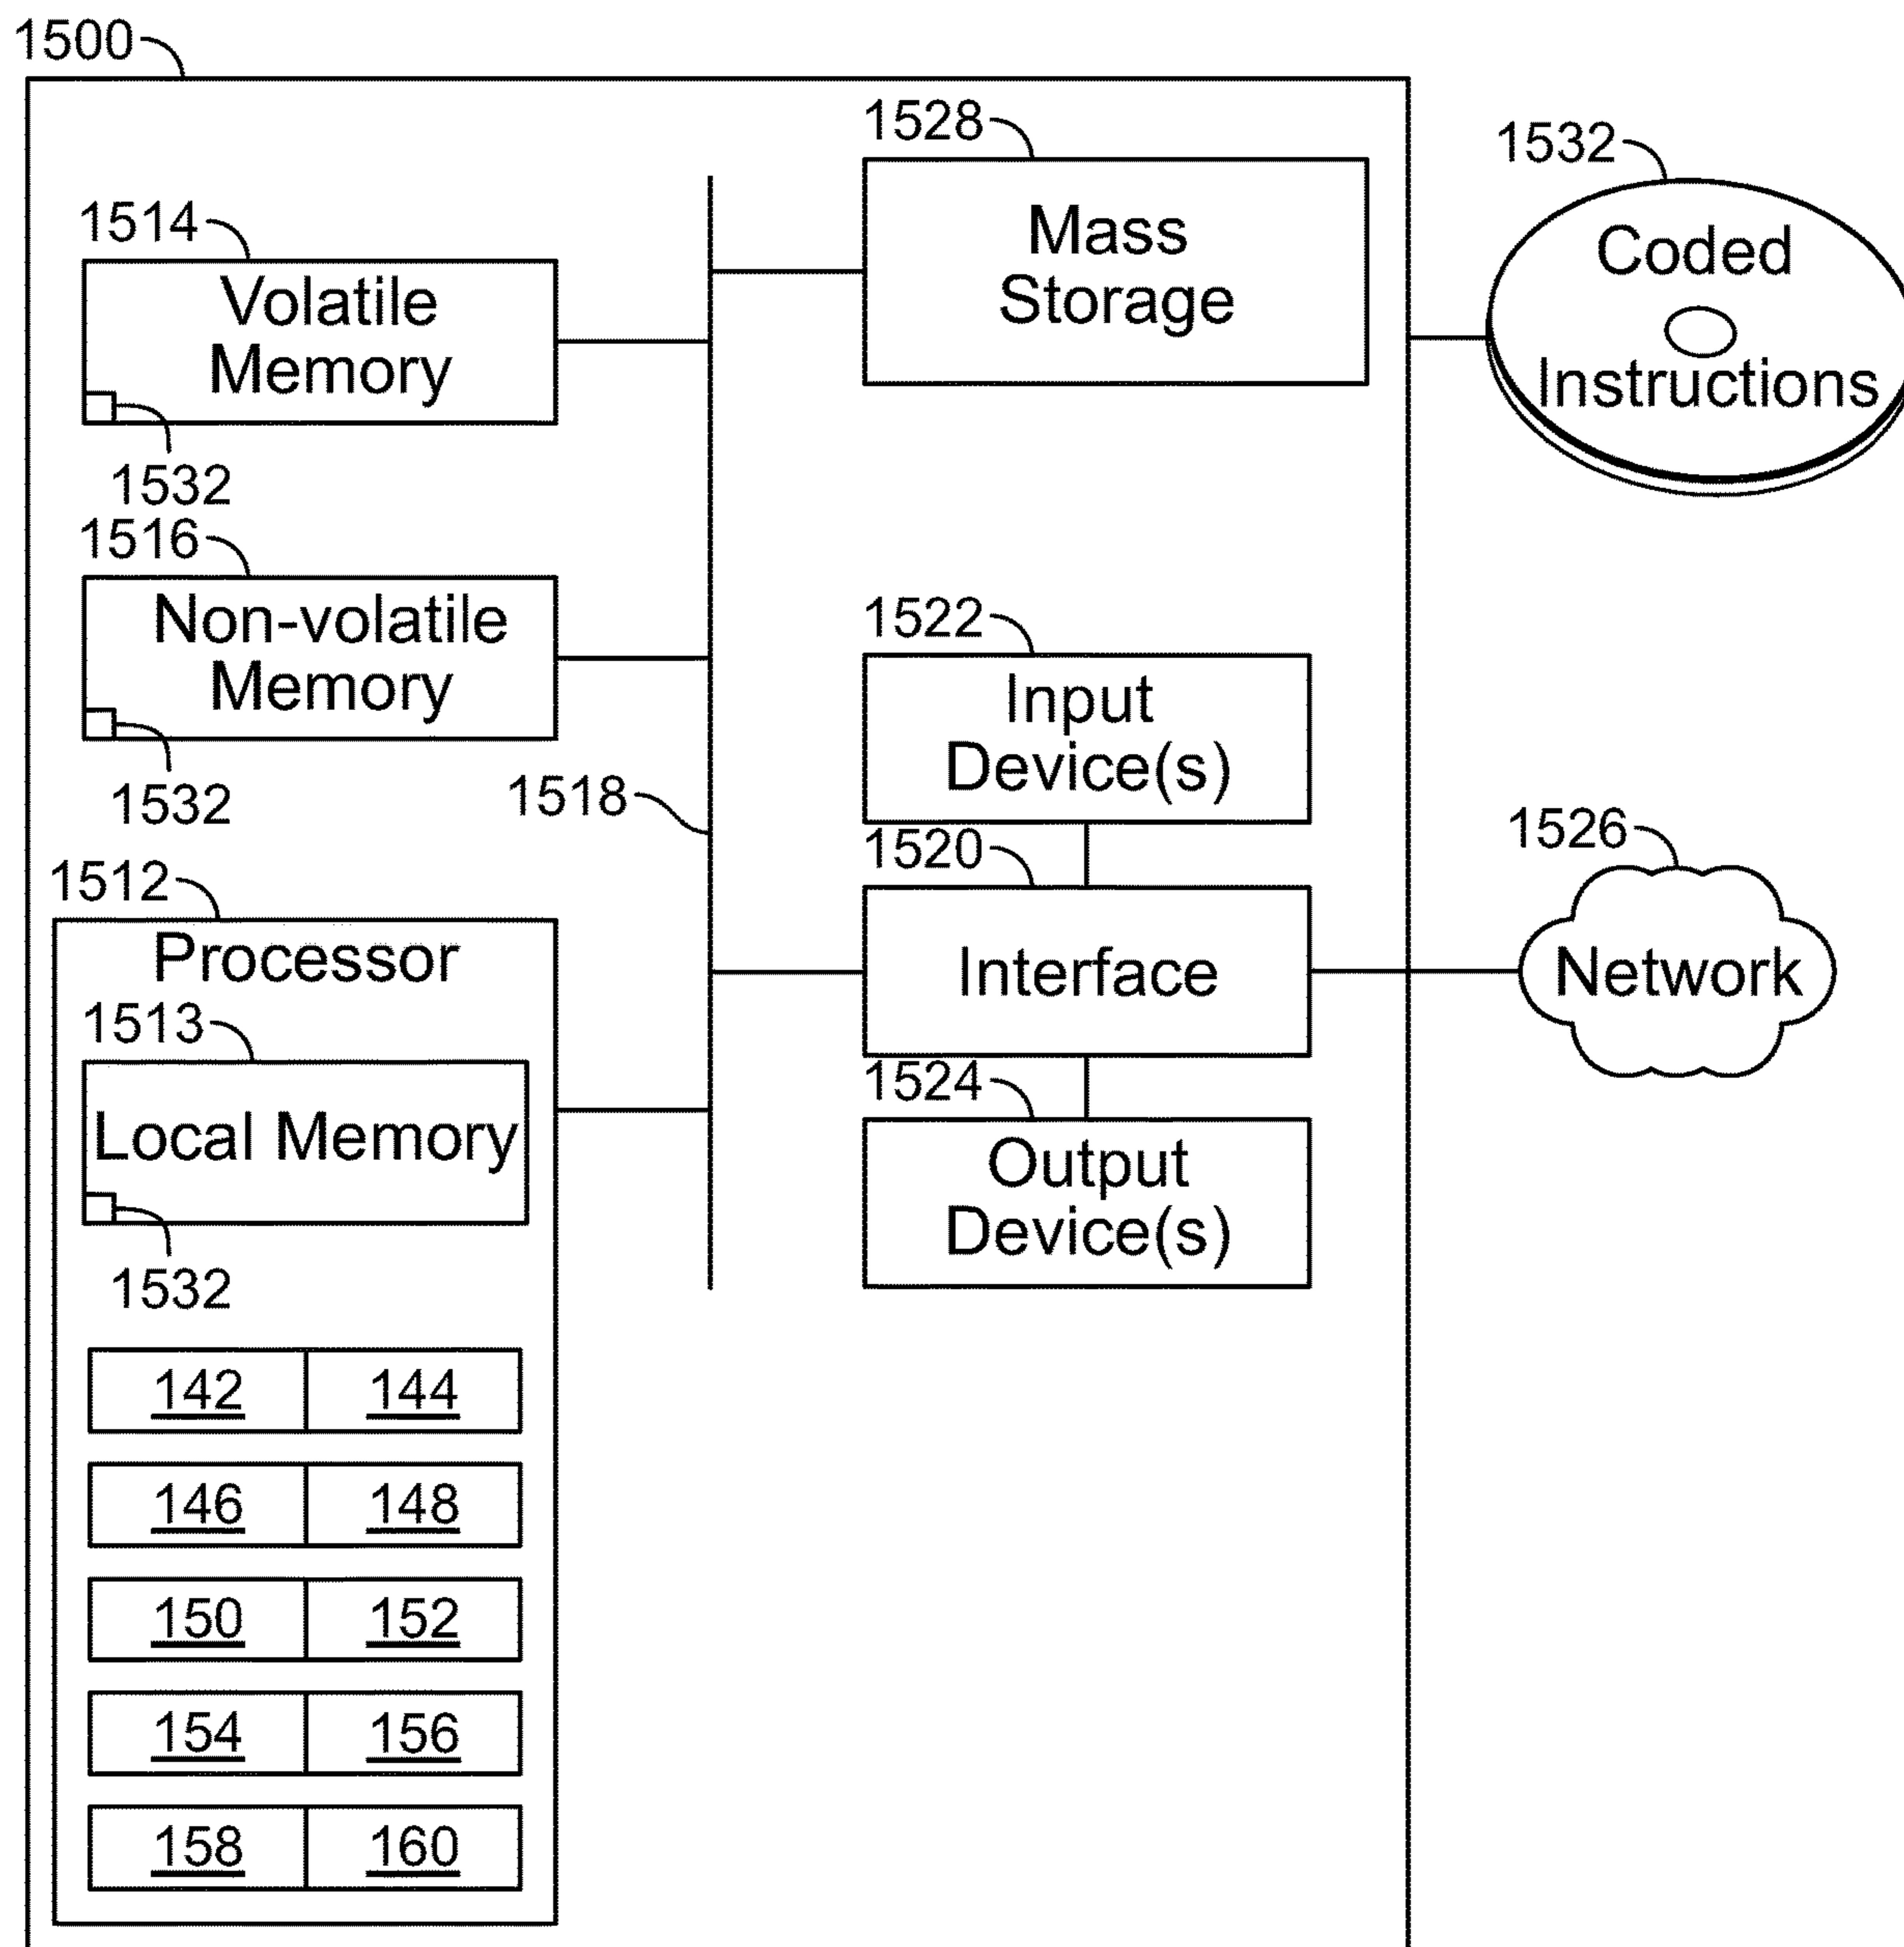 1500
1528
Mass
Storage
1532
Coded
Instructions
1514
Volatile
Memory
1532
1516
Non-volatile
Memory
1532
1518
1522
Input
Device(s)
1520
Interface
1526
Network
1524
Output
Device(s)
1512
Processor
1513
Local Memory
1532
142 144
146 148
150 152
154 156
158 160